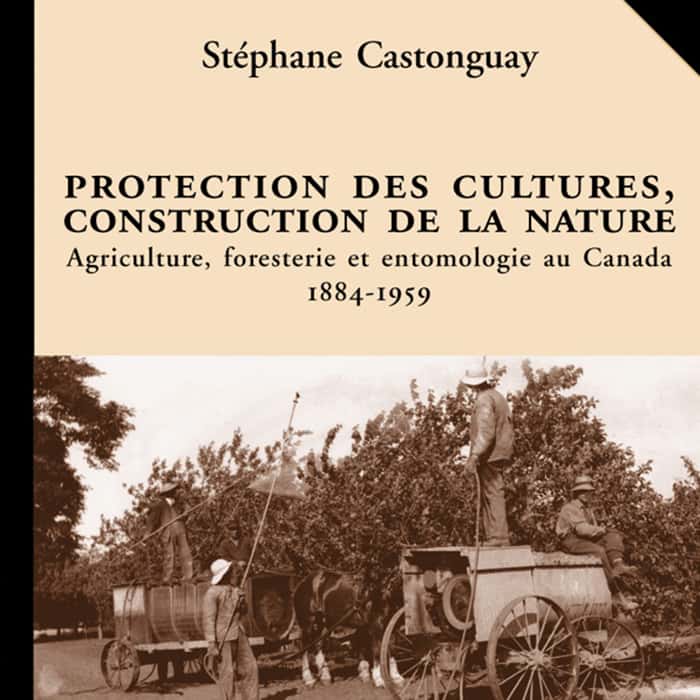 Stéphane Castonguay
PROTECTION DES CULTURES,
CONSTRUCTION DE LA NATURE
Agriculture, foresterie et entomologie au Canada
1884-1959